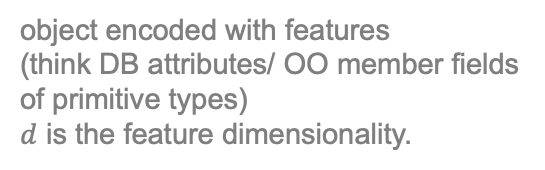 object encoded with features
(think DB attributes/ OO member fields
of primitive types)
d is the feature dimensionality.